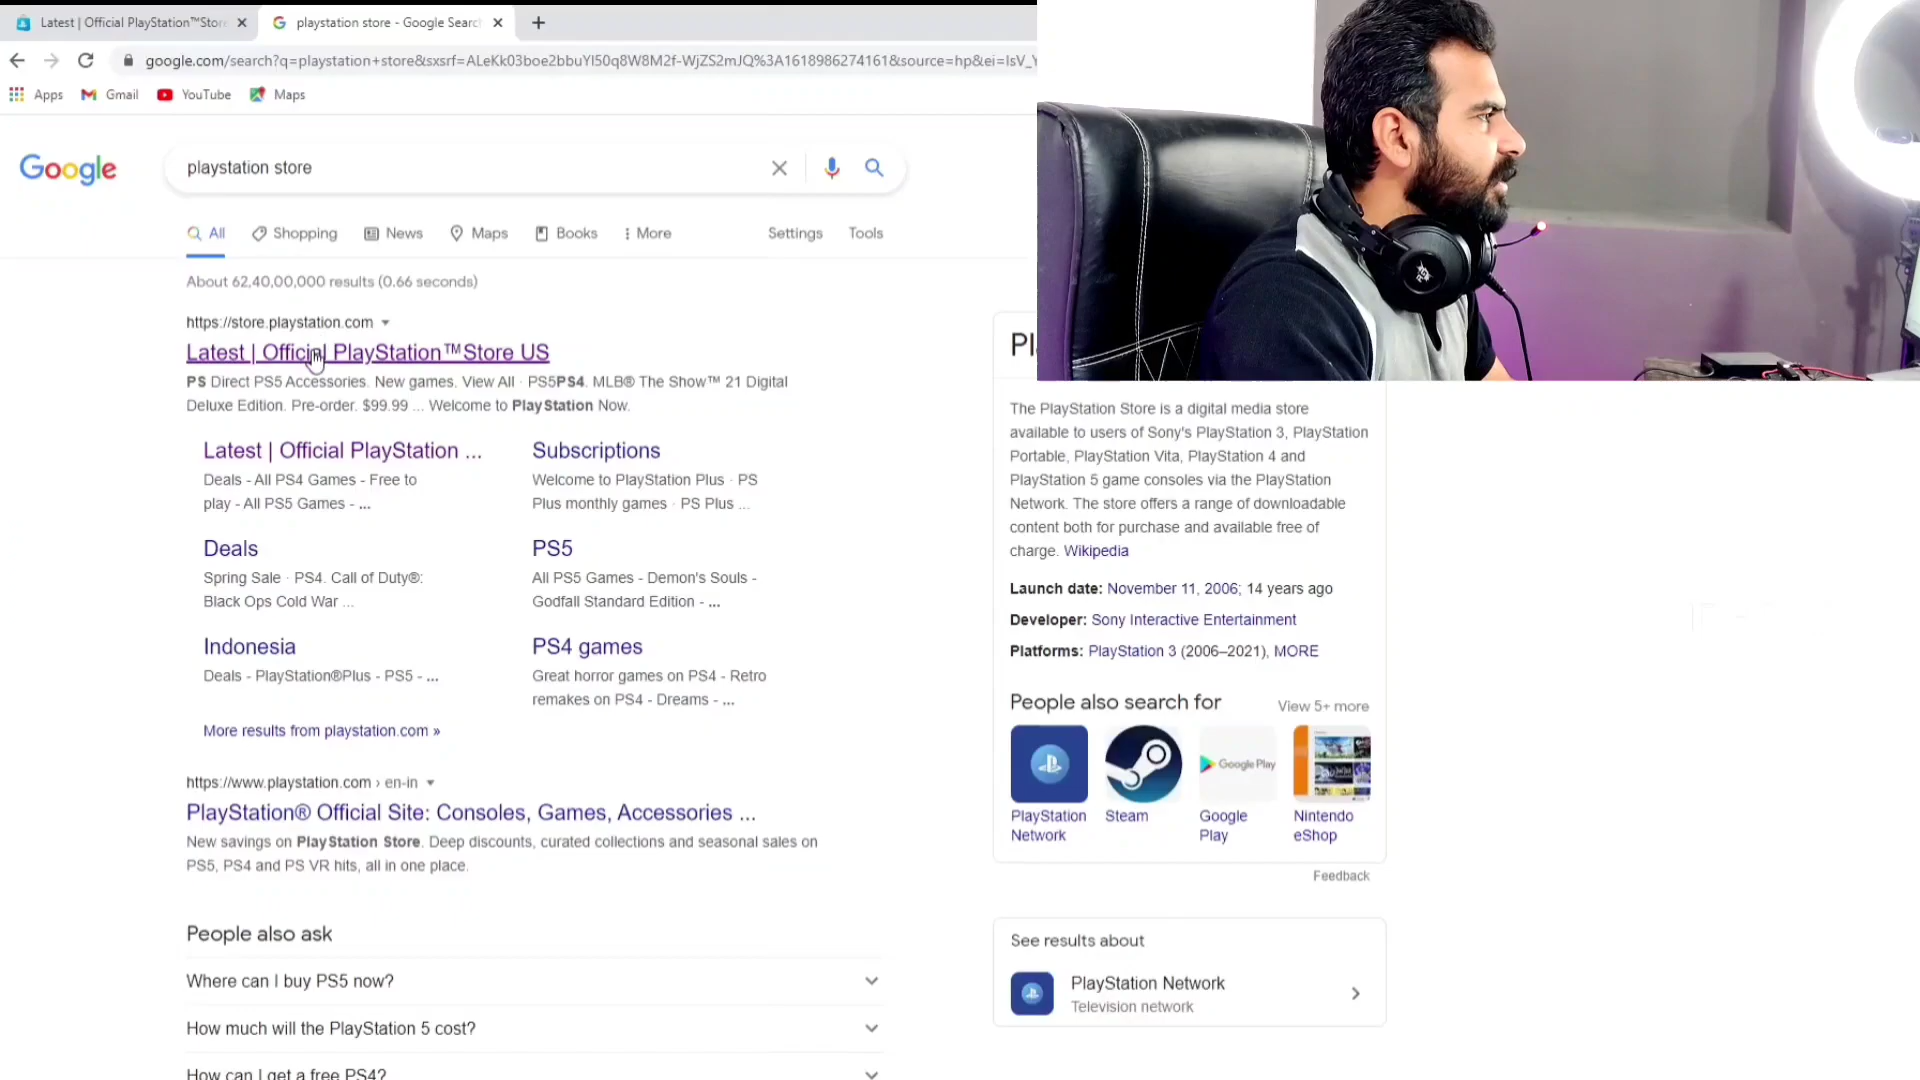 Latest | Official PlayStation™Store
playstation store - Google Searc
google.com/search?q=playstation+store&sxsrf=ALeKk03boe2bbuYl50q8W8M2f-WjZS2mJQ%3A1618986274161&source=hp&ei=IsV_Y
Apps
Gmail
YouTube
Maps
Google
playstation store
All
Shopping
News
Maps
Books
More
Settings
Tools
About 62,40,00,000 results (0.66 seconds)
https://store.playstation.com
Latest | Official PlayStation™Store US
PS Direct PS5 Accessories. New games. View All · PS5PS4. MLB® The Show™ 21 Digital
Deluxe Edition. Pre-order. $99.99 ... Welcome to PlayStation Now.
Latest | Official PlayStation ...
Deals - All PS4 Games - Free to
play - All PS5 Games - ...
Subscriptions
Welcome to PlayStation Plus · PS
Plus monthly games · PS Plus ...
Deals
Spring Sale · PS4. Call of Duty®:
Black Ops Cold War ...
PS5
All PS5 Games - Demon's Souls -
Godfall Standard Edition - ...
Indonesia
Deals - PlayStation®Plus - PS5 - ...
PS4 games
Great horror games on PS4 - Retro
remakes on PS4 - Dreams - ...
More results from playstation.com »
https://www.playstation.com › en-in
PlayStation® Official Site: Consoles, Games, Accessories ...
New savings on PlayStation Store. Deep discounts, curated collections and seasonal sales on
PS5, PS4 and PS VR hits, all in one place.
People also ask
Where can I buy PS5 now?
How much will the PlayStation 5 cost?
How can I get a free PS4?
Pl
The PlayStation Store is a digital media store
available to users of Sony's PlayStation 3, PlayStation
Portable, PlayStation Vita, PlayStation 4 and
PlayStation 5 game consoles via the PlayStation
Network. The store offers a range of downloadable
content both for purchase and available free of
charge. Wikipedia
Launch date: November 11, 2006; 14 years ago
Developer: Sony Interactive Entertainment
Platforms: PlayStation 3 (2006–2021), MORE
People also search for
View 5+ more
Google Play
PlayStation
Network
Steam
Google
Play
Nintendo
eShop
Feedback
See results about
PlayStation Network
Television network